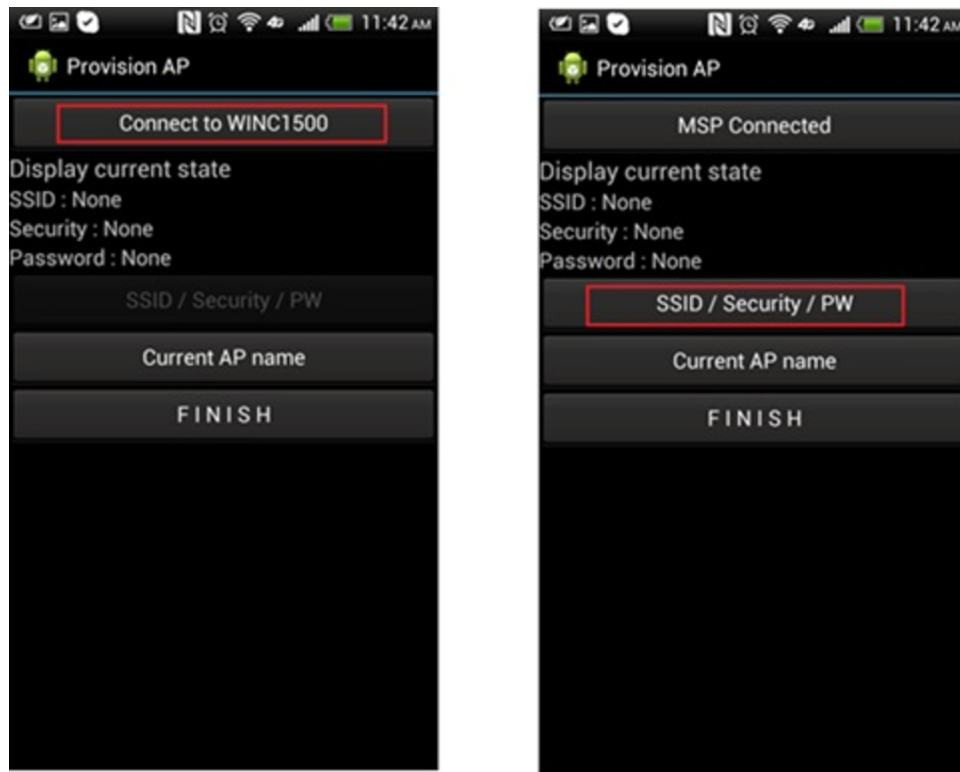 11:42 AM
Provision AP
Connect to WINC1500
Display current state
SSID : None
Security : None
Password : None
SSID / Security / PW
Current AP name
F I N I S H
11:42 AM
Provision AP
MSP Connected
Display current state
SSID : None
Security : None
Password : None
SSID / Security / PW
Current AP name
F I N I S H